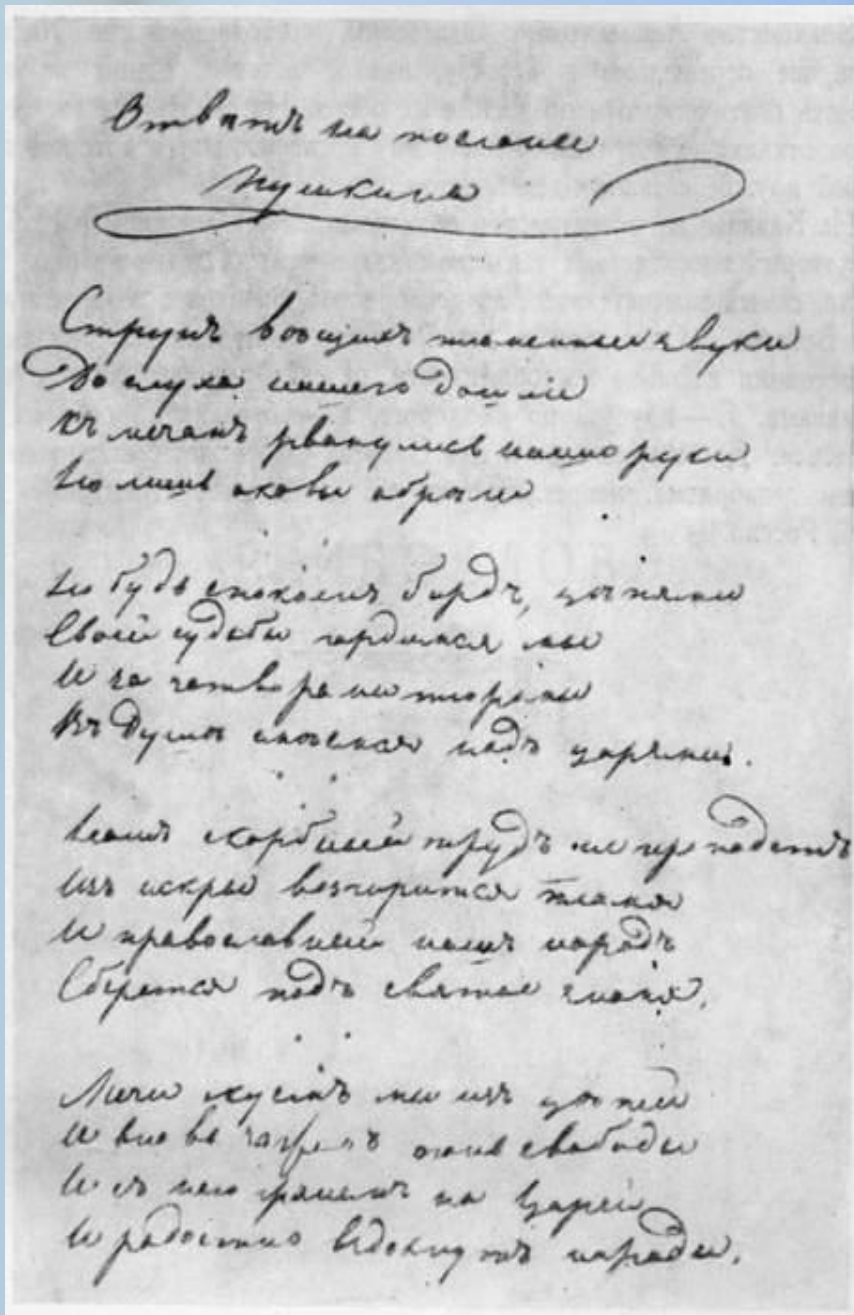 Отвѣтъ на посланіе
Пушкина
Струнъ вѣщихъ пламенные звуки
До слуха нашего дошли
Къ мечамъ рванулись наши руки
Но лишь оковы обрѣли
Но будь спокоенъ бардъ, цѣпями
Своей судьбы гордимся мы
И за затворами тюрьмы
Въ душѣ смѣемся надъ царями.
Нашъ скорбный трудъ не пропадетъ
Изъ искры возгорится пламя
И православный нашъ народъ
Сберется подъ святое знамя.
Мечи скуемъ мы изъ цѣпей
И вновь зажжемъ огонь свободы
И съ нею грянемъ на Царей
И радостно вздохнутъ народы.